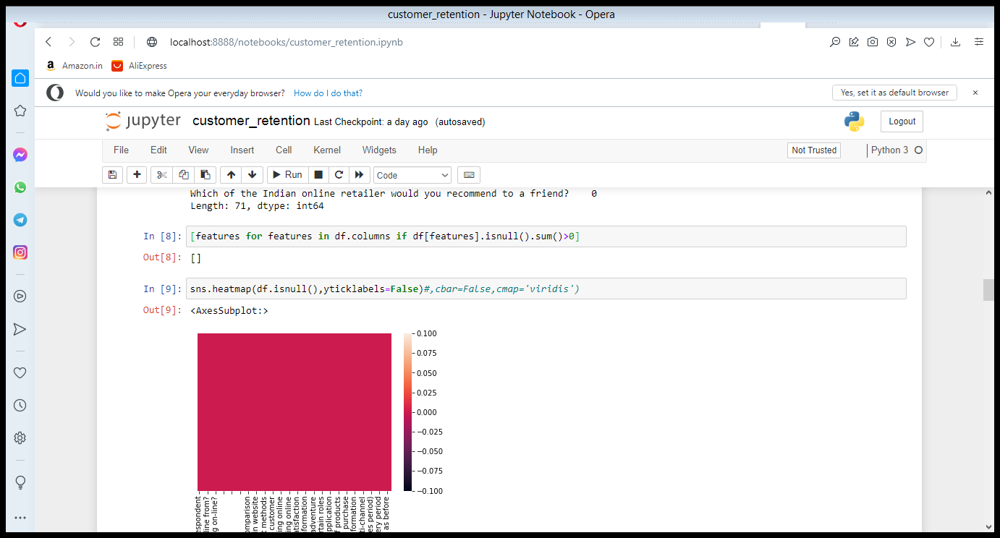 customer_retention - Jupyter Notebook - Opera
localhost:8888/notebooks/customer_retention.ipynb
a Amazon.in AliExpress
Would you like to make Opera your everyday browser? How do I do that? Yes, set it as default browser ×
jupyter customer_retention Last Checkpoint: a day ago (autosaved) Logout
File Edit View Insert Cell Kernel Widgets Help Not Trusted Python 3
Run Code
Which of the Indian online retailer would you recommend to a friend? 0
Length: 71, dtype: int64
In [8]: [features for features in df.columns if df[features].isnull().sum()>0]
Out[8]: []
In [9]: sns.heatmap(df.isnull(),yticklabels=False)#,cbar=False,cmap='viridis')
Out[9]: <AxesSubplot:>
0.100
0.075
0.050
0.025
0.000
−0.025
−0.050
−0.075
−0.100
espondent
line from?
g on-line?
omparison
n website
t methods
customer
ing online
ing online
atisfaction
formation
adventure
rtain roles
pplication
f products
purchase
formation
ti-channel
es period)
ery period
as before